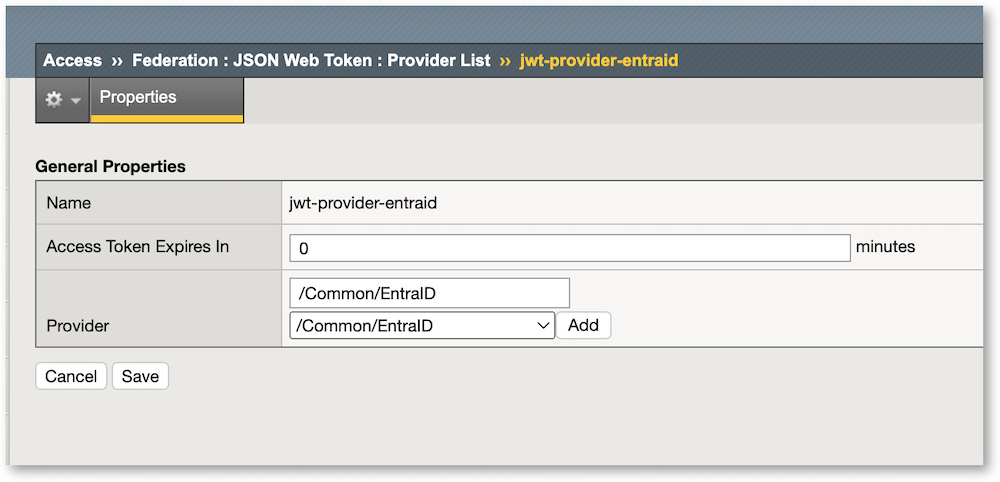 Access ›› Federation : JSON Web Token : Provider List ›› jwt-provider-entraid
Properties
General Properties
Name jwt-provider-entraid
Access Token Expires In 0 minutes
/Common/EntraID
Provider /Common/EntraID Add
Cancel Save